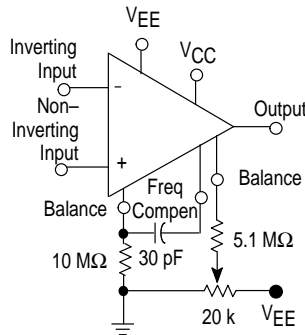 VEE
VCC
Inverting
Input
-
Non–
Inverting
Input
+
Output
Balance
Freq
Compen
Balance
10 MΩ
30 pF
5.1 MΩ
20 k
VEE